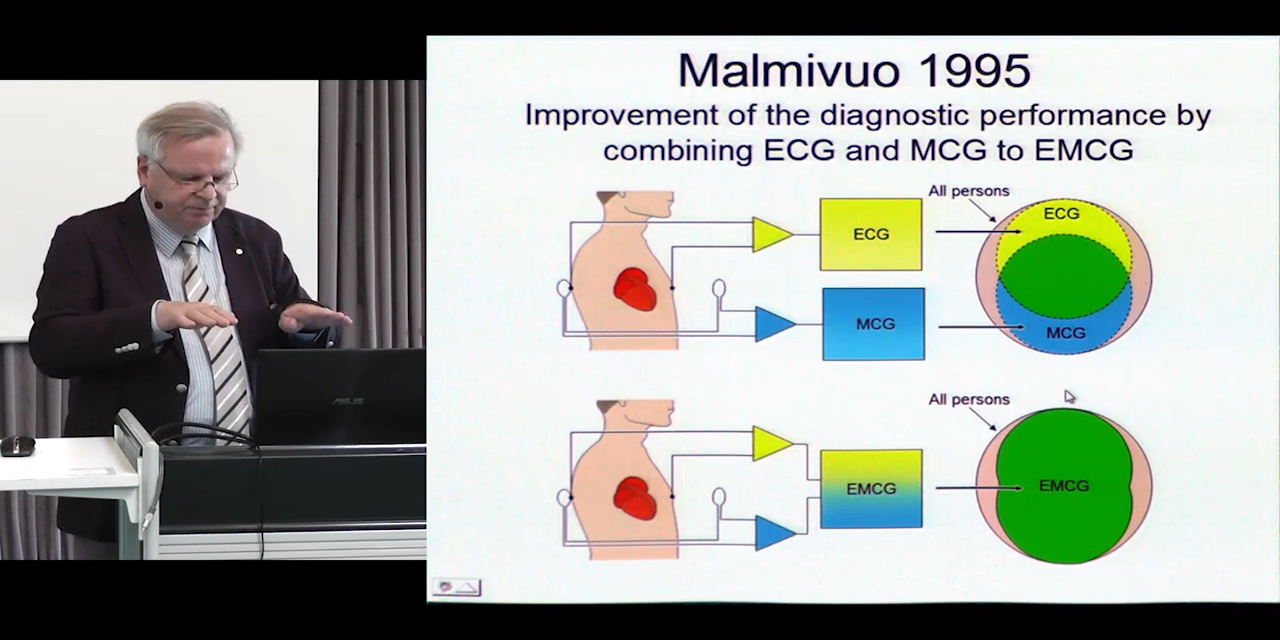 Malmivuo 1995
Improvement of the diagnostic performance by
combining ECG and MCG to EMCG
All persons
ECG
ECG
MCG
MCG
All persons
EMCG
EMCG
ASUS